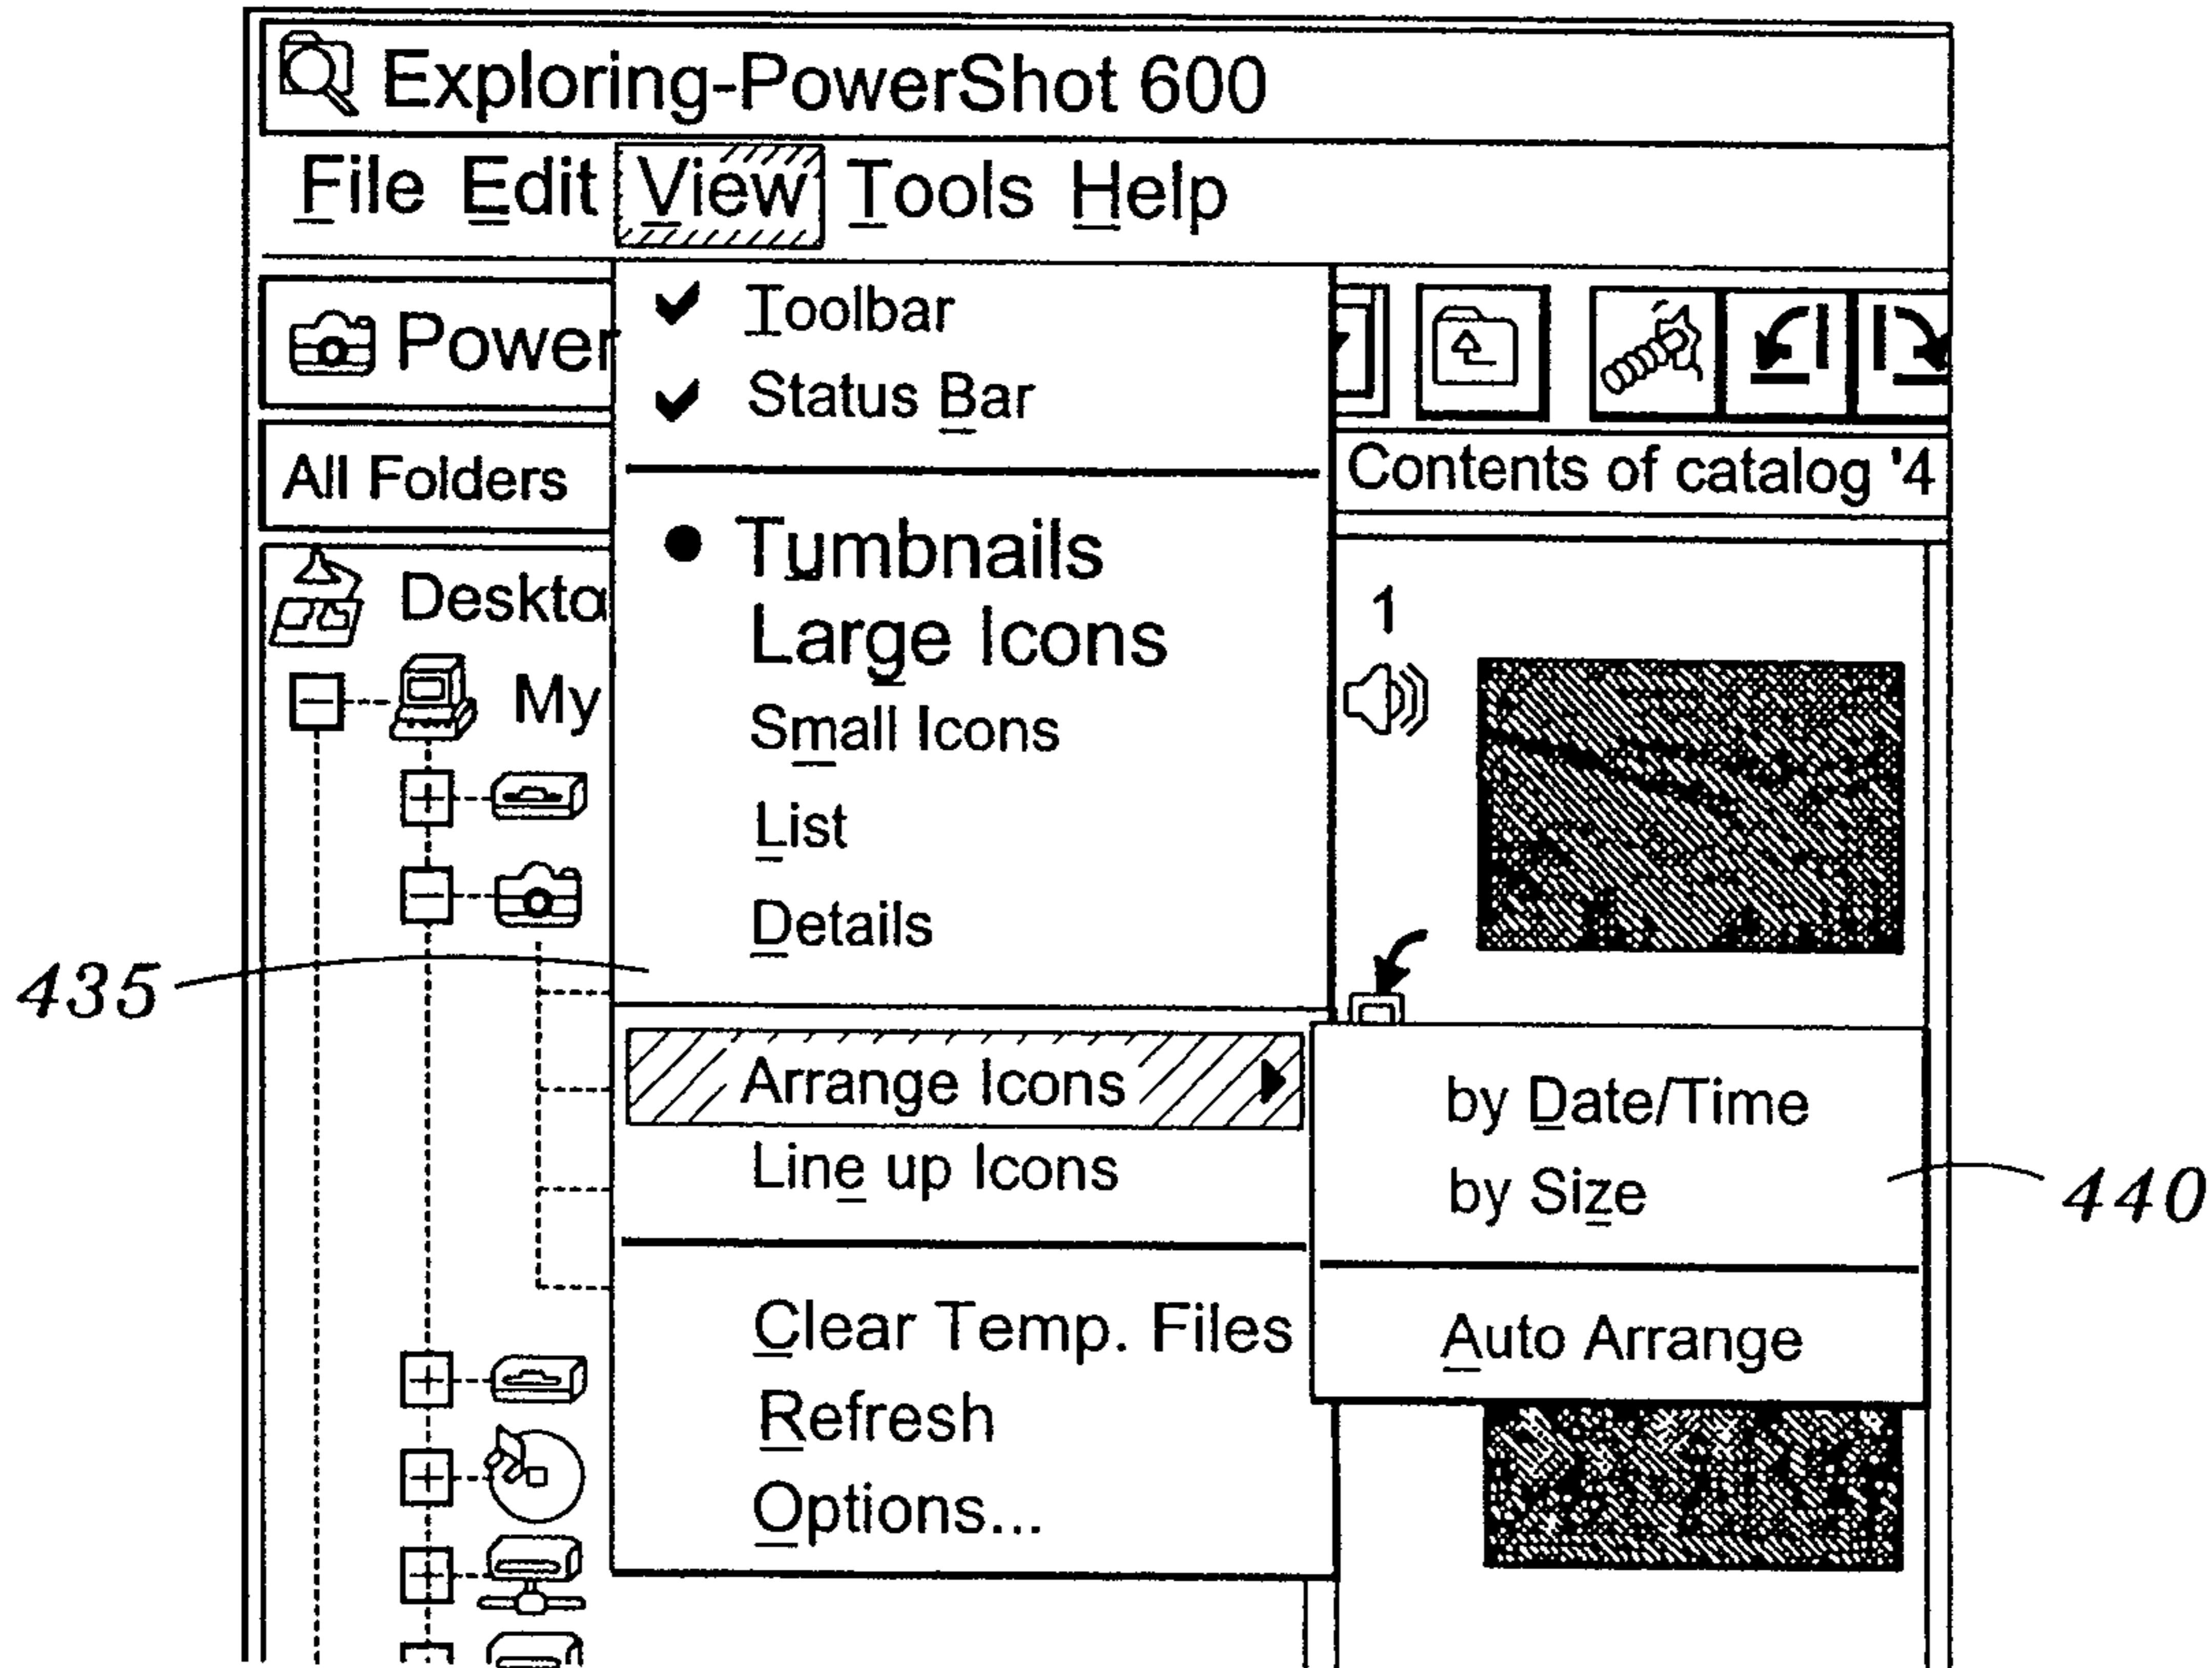 Exploring-PowerShot 600
File Edit View Tools Help
Power
Toolbar
Status Bar
All Folders
Contents of catalog '4
Tumbnails
Large Icons
Small Icons
List
Details
Deskto
My
1
435
Arrange Icons
Line up Icons
by Date/Time
by Size
440
Auto Arrange
Clear Temp. Files
Refresh
Options...